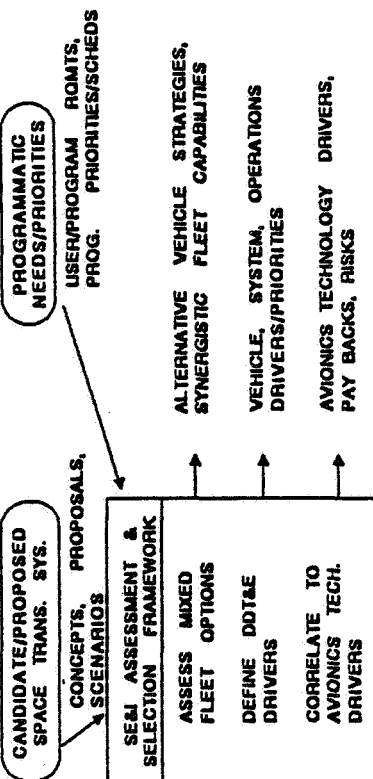 CANDIDATE/PROPOSED
SPACE TRANS. SYS.
PROGRAMMATIC
NEEDS/PRIORITIES
CONCEPTS, PROPOSALS,
SCENARIOS
USER/PROGRAM RQMTS,
PROG. PRIORITIES/SCHEDS
SE&I ASSESSMENT &
SELECTION FRAMEWORK
ASSESS MIXED
FLEET OPTIONS
ALTERNATIVE VEHICLE STRATEGIES,
SYNERGISTIC FLEET CAPABILITIES
DEFINE DDT&E
DRIVERS
VEHICLE, SYSTEM, OPERATIONS
DRIVERS/PRIORITIES
CORRELATE TO
AVIONICS TECH.
DRIVERS
AVIONICS TECHNOLOGY DRIVERS,
PAY BACKS, RISKS